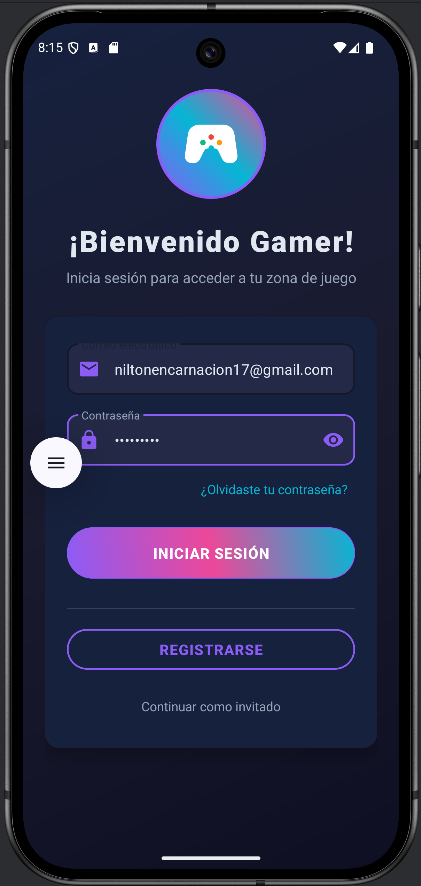 8:15
¡Bienvenido Gamer!
Inicia sesión para acceder a tu zona de juego
niltonencarnacion17@gmail.com
Contraseña
•••••••••
¿Olvidaste tu contraseña?
INICIAR SESIÓN
REGISTRARSE
Continuar como invitado